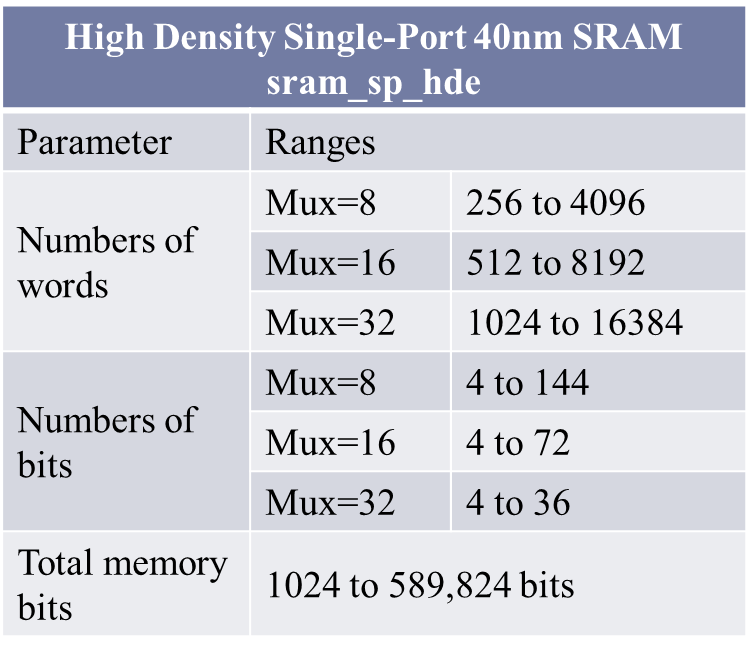 High Density Single-Port 40nm SRAM
sram_sp_hde
Parameter
Ranges
Numbers of
words
Mux=8
256 to 4096
Mux=16
512 to 8192
Mux=32
1024 to 16384
Numbers of
bits
Mux=8
4 to 144
Mux=16
4 to 72
Mux=32
4 to 36
Total memory
bits
1024 to 589,824 bits